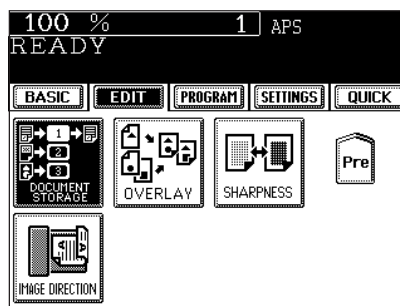 100 % 1 APS
READY
BASIC EDIT PROGRAM SETTINGS QUICK
1
2
3
DOCUMENT
STORAGE
OVERLAY
SHARPNESS
Pre
A
IMAGE DIRECTION